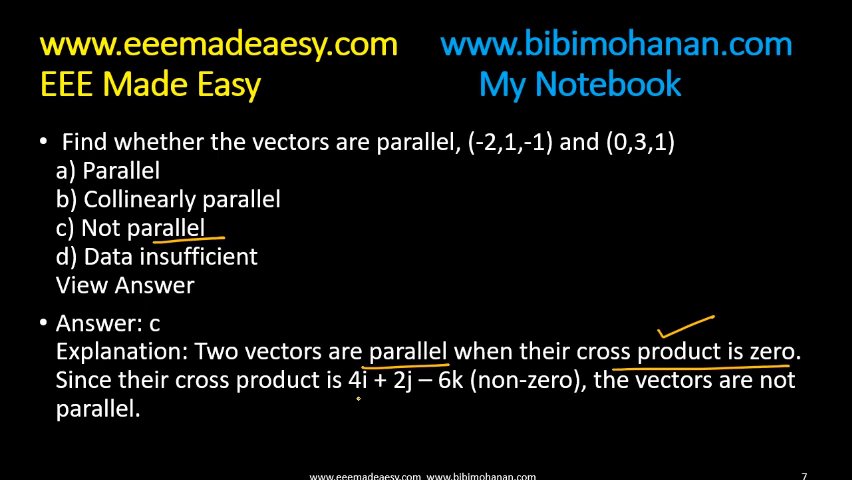 www.eeemadeaesy.com www.bibimohanan.com
EEE Made Easy My Notebook
• Find whether the vectors are parallel, (-2,1,-1) and (0,3,1)
a) Parallel
b) Collinearly parallel
c) Not parallel
d) Data insufficient
View Answer
• Answer: c
Explanation: Two vectors are parallel when their cross product is zero.
Since their cross product is 4i + 2j – 6k (non-zero), the vectors are not
parallel.
www.eeemadeaesy.com www.bibimohanan.com 7